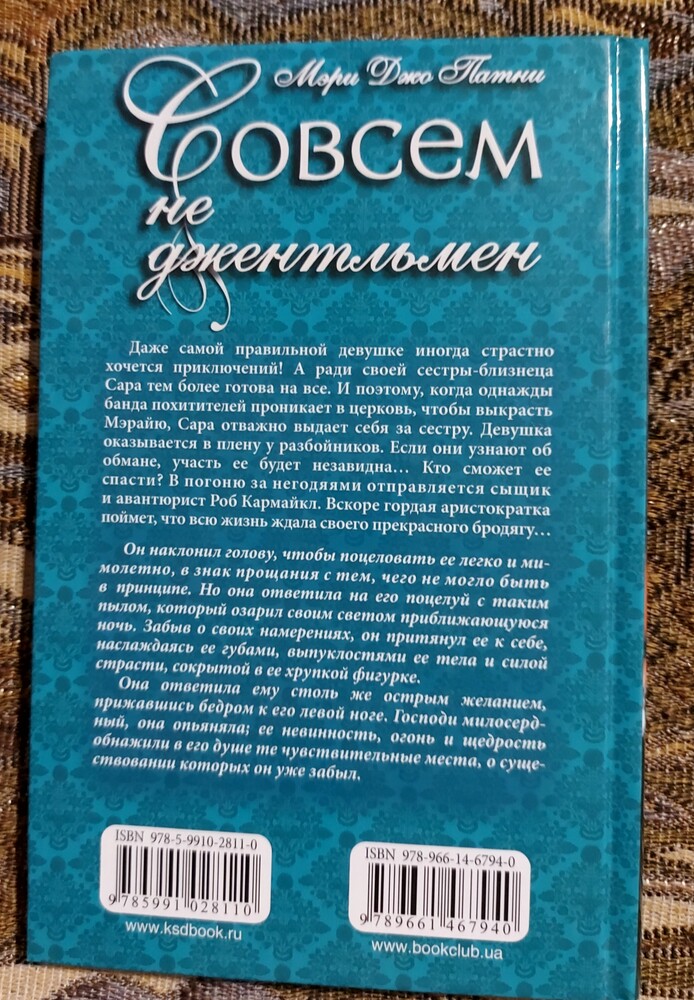 Мэри Джо Патни
Совсем
не
джентльмен
Даже самой правильной девушке иногда страстно
хочется приключений! А ради своей сестры-близнеца
Сара тем более готова на все. И поэтому, когда однажды
банда похитителей проникает в церковь, чтобы выкрасть
Мэрайю, Сара отважно выдает себя за сестру. Девушка
оказывается в плену у разбойников. Если они узнают об
обмане, участь ее будет незавидна… Кто сможет ее
спасти? В погоню за негодяями отправляется сыщик
и авантюрист Роб Кармайкл. Вскоре гордая аристократка
поймет, что всю жизнь ждала своего прекрасного бродягу…
Он наклонил голову, чтобы поцеловать ее легко и ми-
молетно, в знак прощания с тем, чего не могло быть
в принципе. Но она ответила на его поцелуй с таким
пылом, который озарил своим светом приближающуюся
ночь. Забыв о своих намерениях, он притянул ее к себе,
наслаждаясь ее губами, выпуклостями ее тела и силой
страсти, сокрытой в ее хрупкой фигурке.
Она ответила ему столь же острым желанием,
прижавшись бедром к его левой ноге. Господи милосерд-
ный, она опьяняла; ее невинность, огонь и щедрость
обнажили в его душе те чувствительные места, о суще-
ствовании которых он уже забыл.
ISBN 978-5-9910-2811-0
9 785991 028110
www.ksdbook.ru
ISBN 978-966-14-6794-0
9 789661 467940
www.bookclub.ua